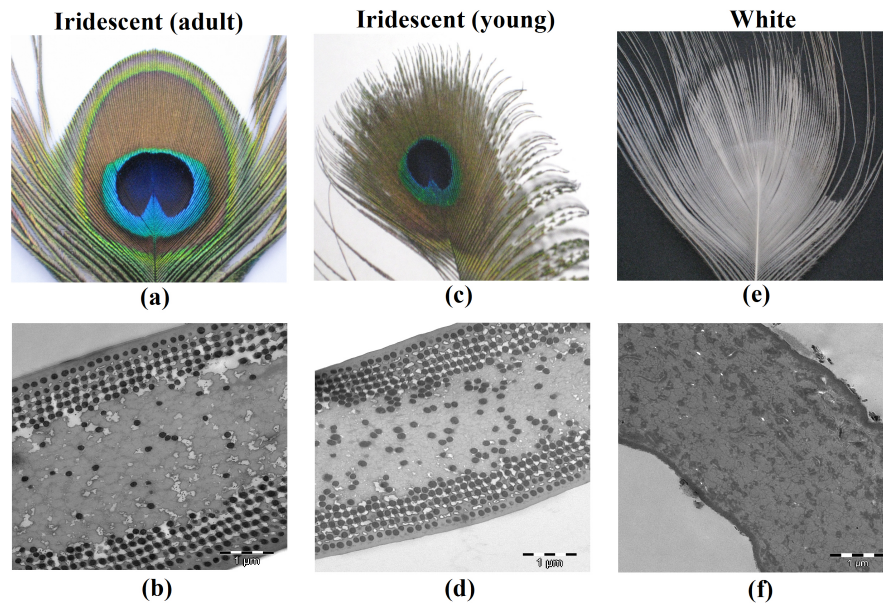 Iridescent (adult)
Iridescent (young)
White
(a)
(c)
(e)
1 µm
1 µm
1 µm
(b)
(d)
(f)